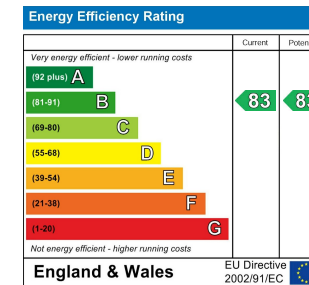 Energy Efficiency Rating
Current Poten
Very energy efficient - lower running costs
(92 plus) A
(81-91) B 83 83
(69-80) C
(55-68) D
(39-54) E
(21-38) F
(1-20) G
Not energy efficient - higher running costs
England & Wales
EU Directive
2002/91/EC